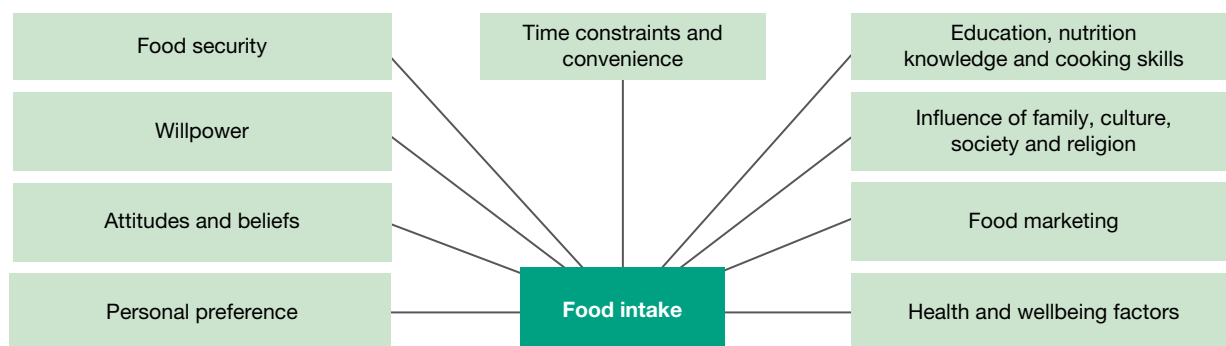 Food security
Time constraints and
convenience
Education, nutrition
knowledge and cooking skills
Willpower
Influence of family, culture,
society and religion
Attitudes and beliefs
Food marketing
Personal preference
Food intake
Health and wellbeing factors